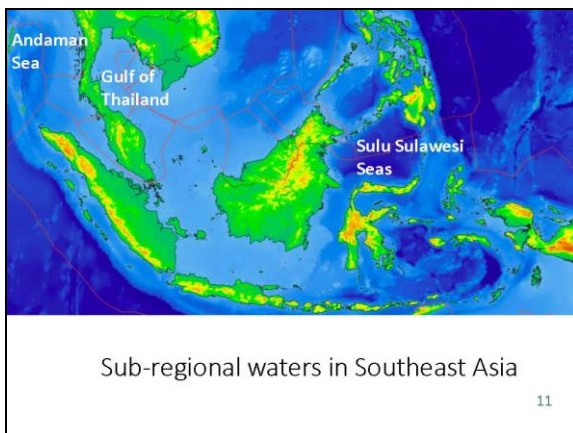 Andaman
Sea
Gulf of
Thailand
Sulu Sulawesi
Seas
Sub-regional waters in Southeast Asia
11